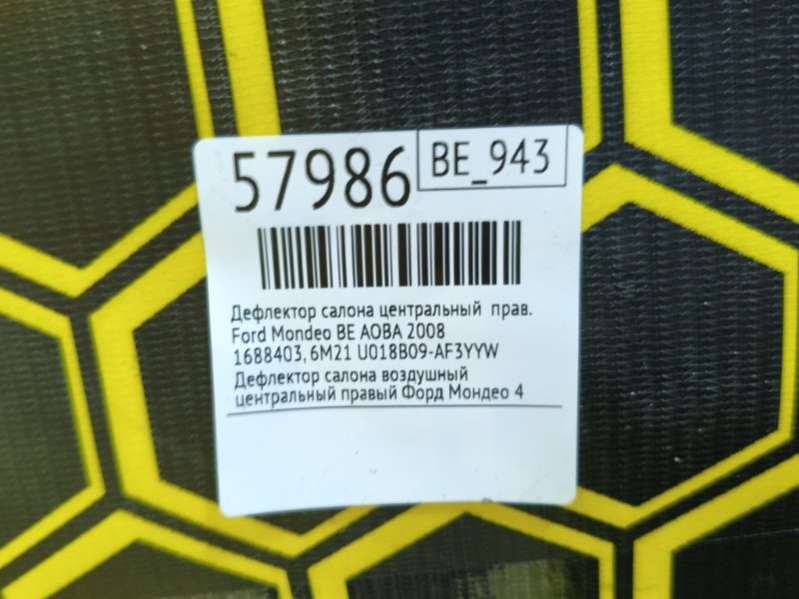 57986
BE_943
Дефлектор салона центральный прав.
Ford Mondeo BE AOBA 2008
1688403, 6M21 U018B09-AF3YYW
Дефлектор салона воздушный
центральный правый Форд Мондео 4